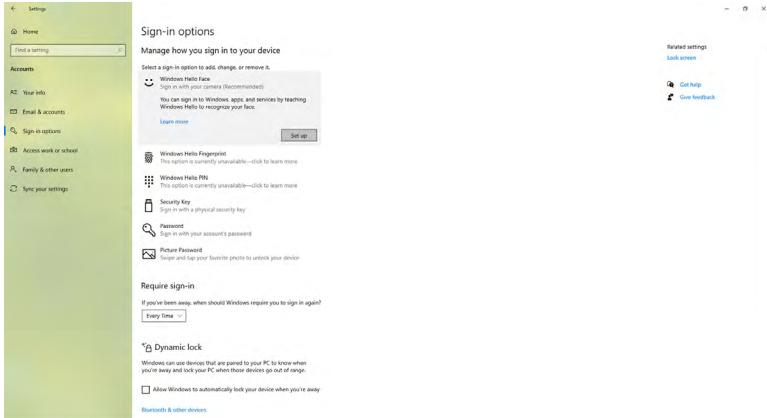 Settings
Home
Find a setting
Accounts
Your info
Email & accounts
Sign-in options
Access work or school
Family & other users
Sync your settings
Sign-in options
Manage how you sign in to your device
Select a sign-in option to add, change, or remove it.
Windows Hello Face
Sign in with your camera (Recommended)
You can sign in to Windows, apps, and services by teaching
Windows Hello to recognize your face.
Learn more
Set up
Windows Hello Fingerprint
This option is currently unavailable—click to learn more
Windows Hello PIN
This option is currently unavailable—click to learn more
Security Key
Sign in with a physical security key
Password
Sign in with your account's password
Picture Password
Swipe and tap your favorite photo to unlock your device
Require sign-in
If you've been away, when should Windows require you to sign in again?
Every Time
Dynamic lock
Windows can use devices that are paired to your PC to know when
you're away and lock your PC when those devices go out of range.
Allow Windows to automatically lock your device when you're away
Bluetooth & other devices
Related settings
Lock screen
Get help
Give feedback